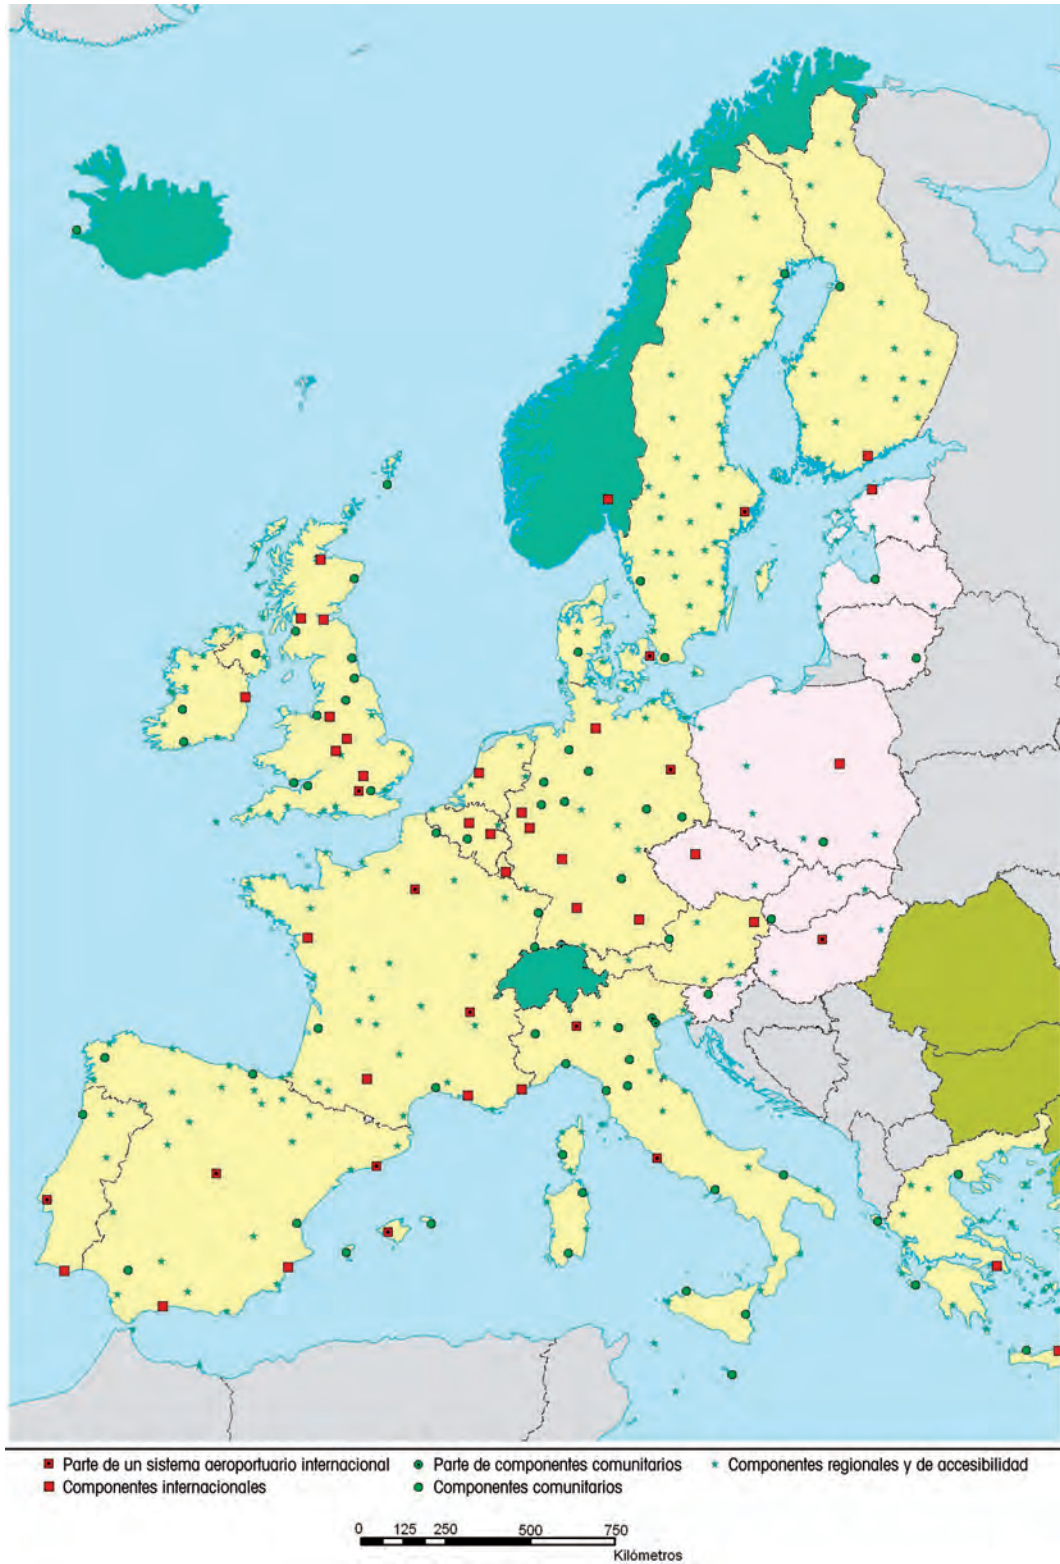 Parte de un sistema aeroportuario internacional
Parte de componentes comunitarios
Componentes regionales y de accesibilidad
Componentes internacionales
Componentes comunitarios
0 125 250 500 750
Kilómetros